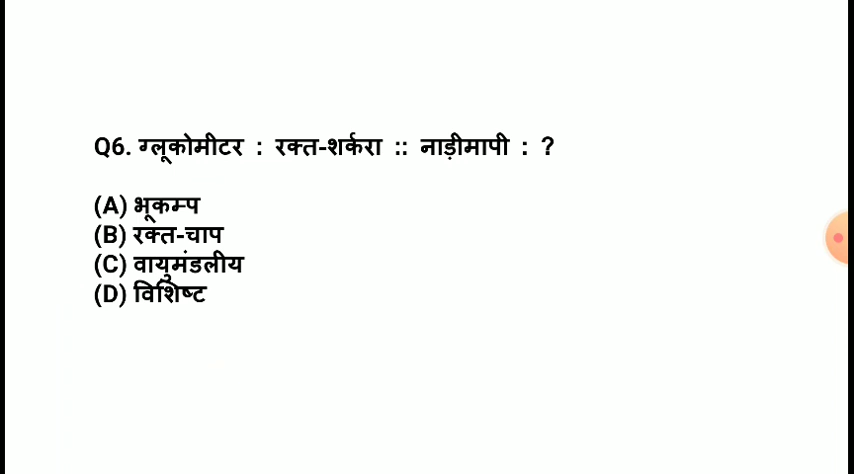 Q6. ग्लूकोमीटर : रक्त-शर्करा :: नाड़ीमापी : ?
(A) भूकम्प
(B) रक्त-चाप
(C) वायुमंडलीय
(D) विशिष्ट